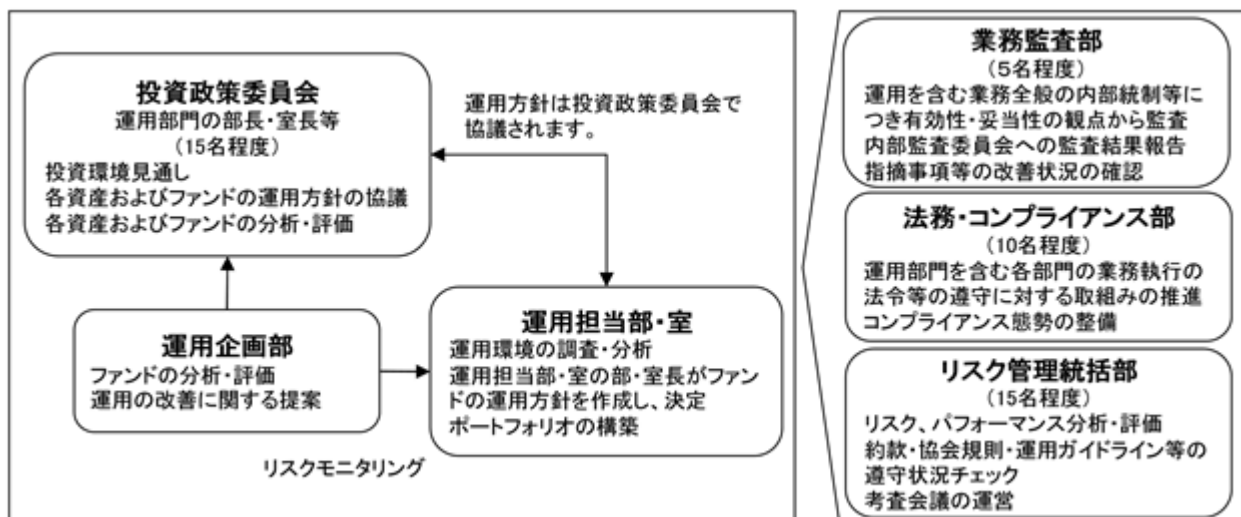 投資政策委員会
運用部門の部長・室長等
（15名程度）
投資環境見通し
各資産およびファンドの運用方針の協議
各資産およびファンドの分析・評価
運用方針は投資政策委員会で
協議されます。
運用企画部
ファンドの分析・評価
運用の改善に関する提案
運用担当部・室
運用環境の調査・分析
運用担当部・室の部・室長がファン
ドの運用方針を作成し、決定
ポートフォリオの構築
リスクモニタリング
業務監査部
（5名程度）
運用を含む業務全般の内部統制等に
つき有効性・妥当性の観点から監査
内部監査委員会への監査結果報告
指摘事項等の改善状況の確認
法務・コンプライアンス部
（10名程度）
運用部門を含む各部門の業務執行の
法令等の遵守に対する取組みの推進
コンプライアンス態勢の整備
リスク管理統括部
（15名程度）
リスク、パフォーマンス分析・評価
約款・協会規則・運用ガイドライン等の
遵守状況チェック
考査会議の運営